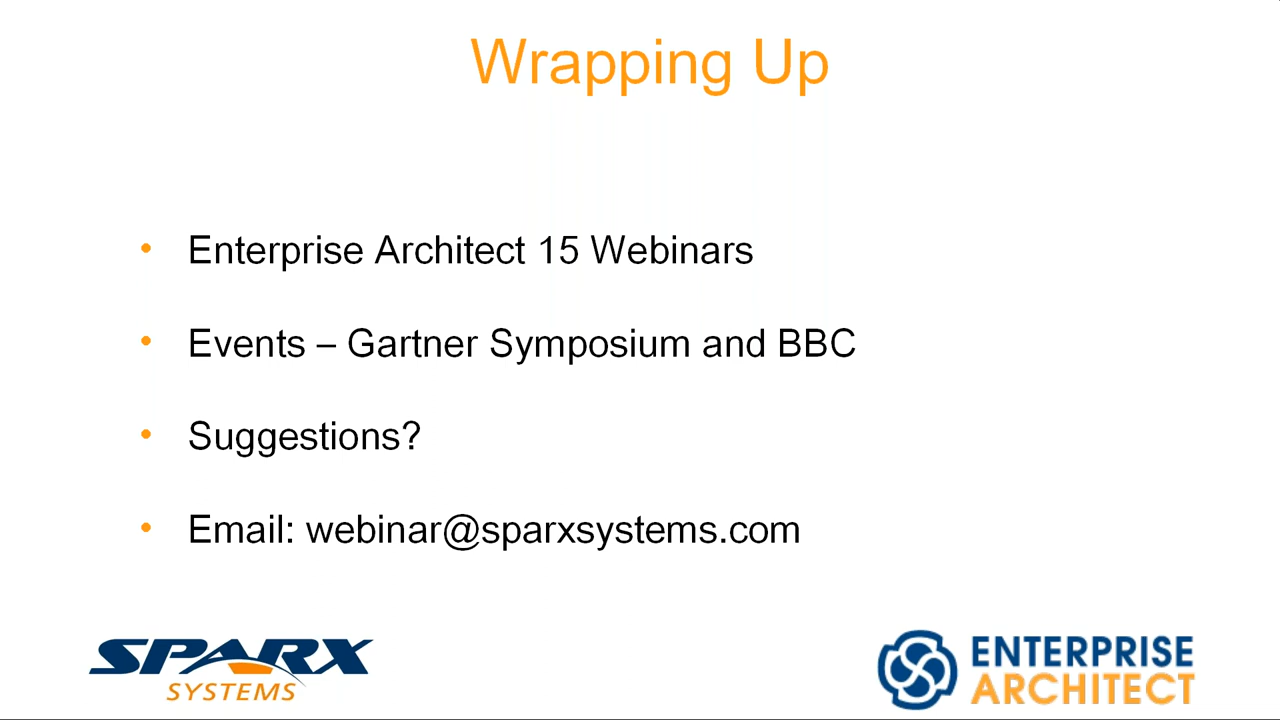 Wrapping Up
• Enterprise Architect 15 Webinars
• Events – Gartner Symposium and BBC
• Suggestions?
• Email: webinar@sparxsystems.com
SPARX
SYSTEMS
ENTERPRISE
ARCHITECT